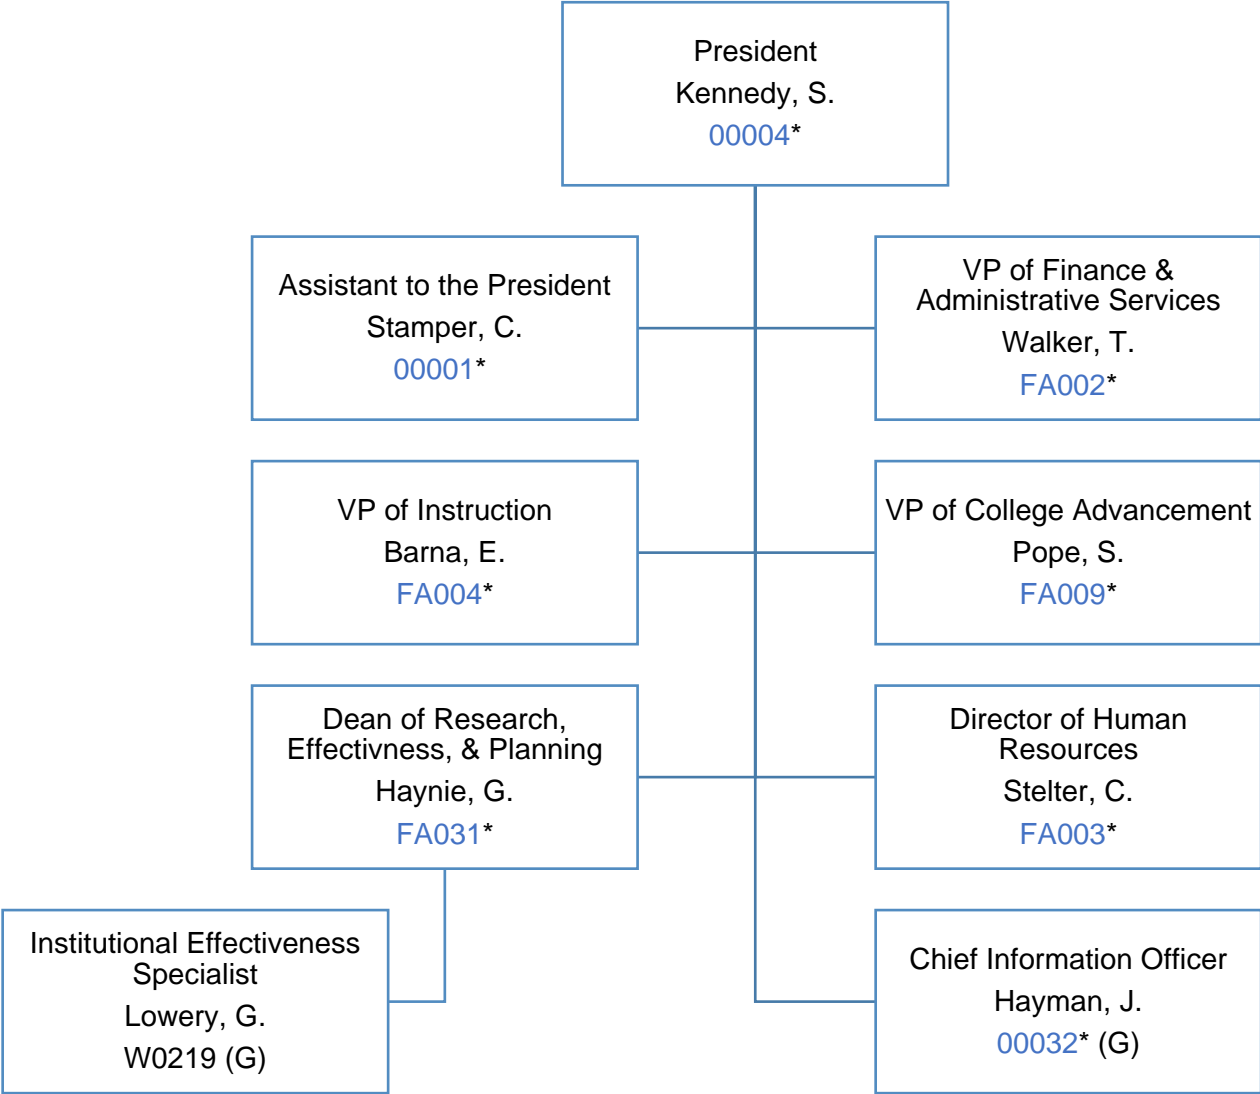 President
Kennedy, S.
00004*
Assistant to the President
Stamper, C.
00001*
VP of Finance &
Administrative Services
Walker, T.
FA002*
VP of Instruction
Barna, E.
FA004*
VP of College Advancement
Pope, S.
FA009*
Dean of Research,
Effectivness, & Planning
Haynie, G.
FA031*
Director of Human
Resources
Stelter, C.
FA003*
Institutional Effectiveness
Specialist
Lowery, G.
W0219 (G)
Chief Information Officer
Hayman, J.
00032* (G)